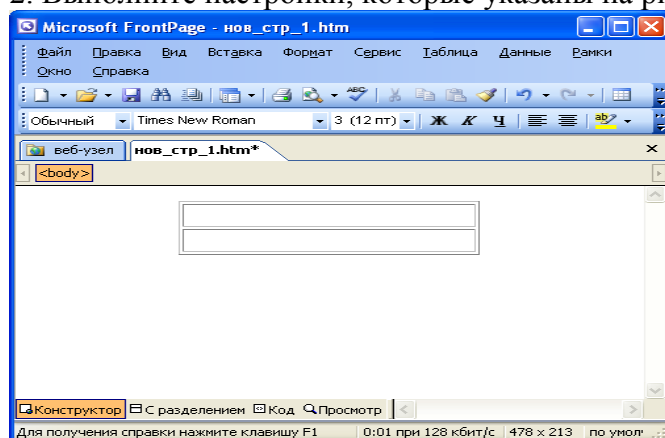 2. Выполните настройки, которые указаны на ри
Microsoft FrontPage - нов_стр_1.htm
Файл Правка Вид Вставка Формат Сервис Таблица Данные Рамки
Окно Справка
Обычный Times New Roman 3 (12 пт) Ж К Ч
веб-узел нов_стр_1.htm*
<body>
Конструктор С разделением Код Просмотр
Для получения справки нажмите клавишу F1 0:01 при 128 кбит/с 478 x 213 по умолч